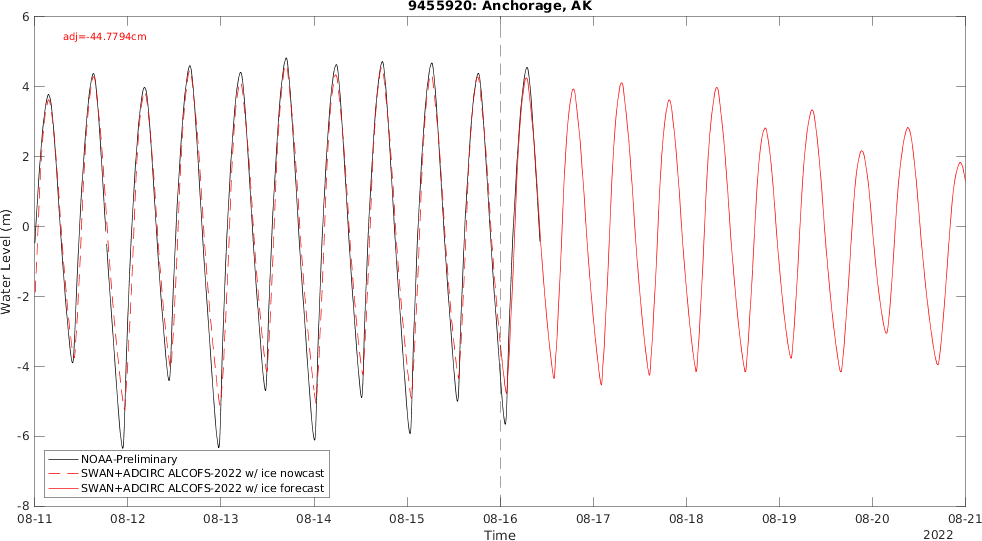 9455920: Anchorage, AK
adj=-44.7794cm
6
4
2
0
-2
-4
-6
-8
Water Level (m)
NOAA-Preliminary
SWAN+ADCIRC ALCOFS-2022 w/ ice nowcast
SWAN+ADCIRC ALCOFS-2022 w/ ice forecast
08-11 08-12 08-13 08-14 08-15 08-16 08-17 08-18 08-19 08-20 08-21
Time
2022